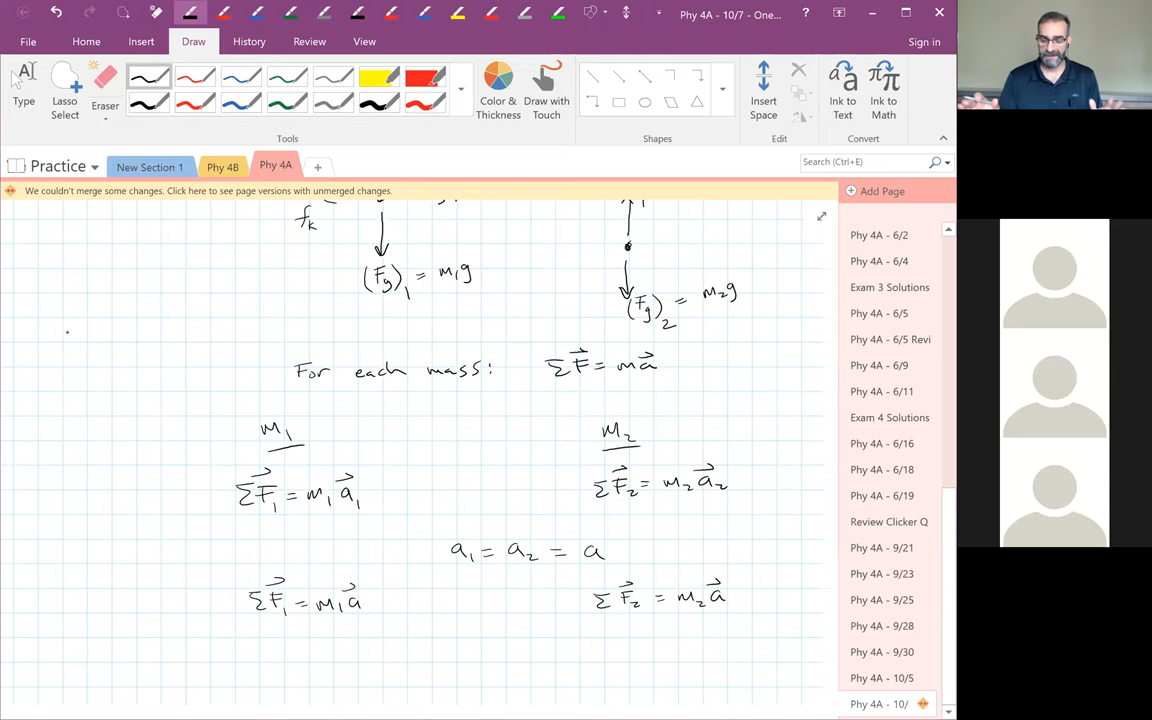 Phy 4A - 10/7 - One...
File Home Insert Draw History Review View Sign in
Type
Lasso Select
Eraser
Color & Thickness
Draw with Touch
Insert Space
Ink to Text
Ink to Math
Tools Shapes Edit Convert
Practice New Section 1 Phy 4B Phy 4A
Search (Ctrl+E)
We couldn't merge some changes. Click here to see page versions with unmerged changes.
Add Page
Phy 4A - 6/2
Phy 4A - 6/4
Exam 3 Solutions
Phy 4A - 6/5
Phy 4A - 6/5 Revi
Phy 4A - 6/9
Phy 4A - 6/11
Exam 4 Solutions
Phy 4A - 6/16
Phy 4A - 6/18
Phy 4A - 6/19
Review Clicker Q
Phy 4A - 9/21
Phy 4A - 9/23
Phy 4A - 9/25
Phy 4A - 9/28
Phy 4A - 9/30
Phy 4A - 10/5
Phy 4A - 10/
f_k
(F_g)_1 = m_1g
(F_g)_2 = m_2g
For each mass: ΣF⃗ = ma⃗
m_1 m_2
ΣF⃗_1 = m_1a⃗_1 ΣF⃗_2 = m_2a⃗_2
a_1 = a_2 = a
ΣF⃗_1 = m_1a⃗ ΣF⃗_2 = m_2a⃗